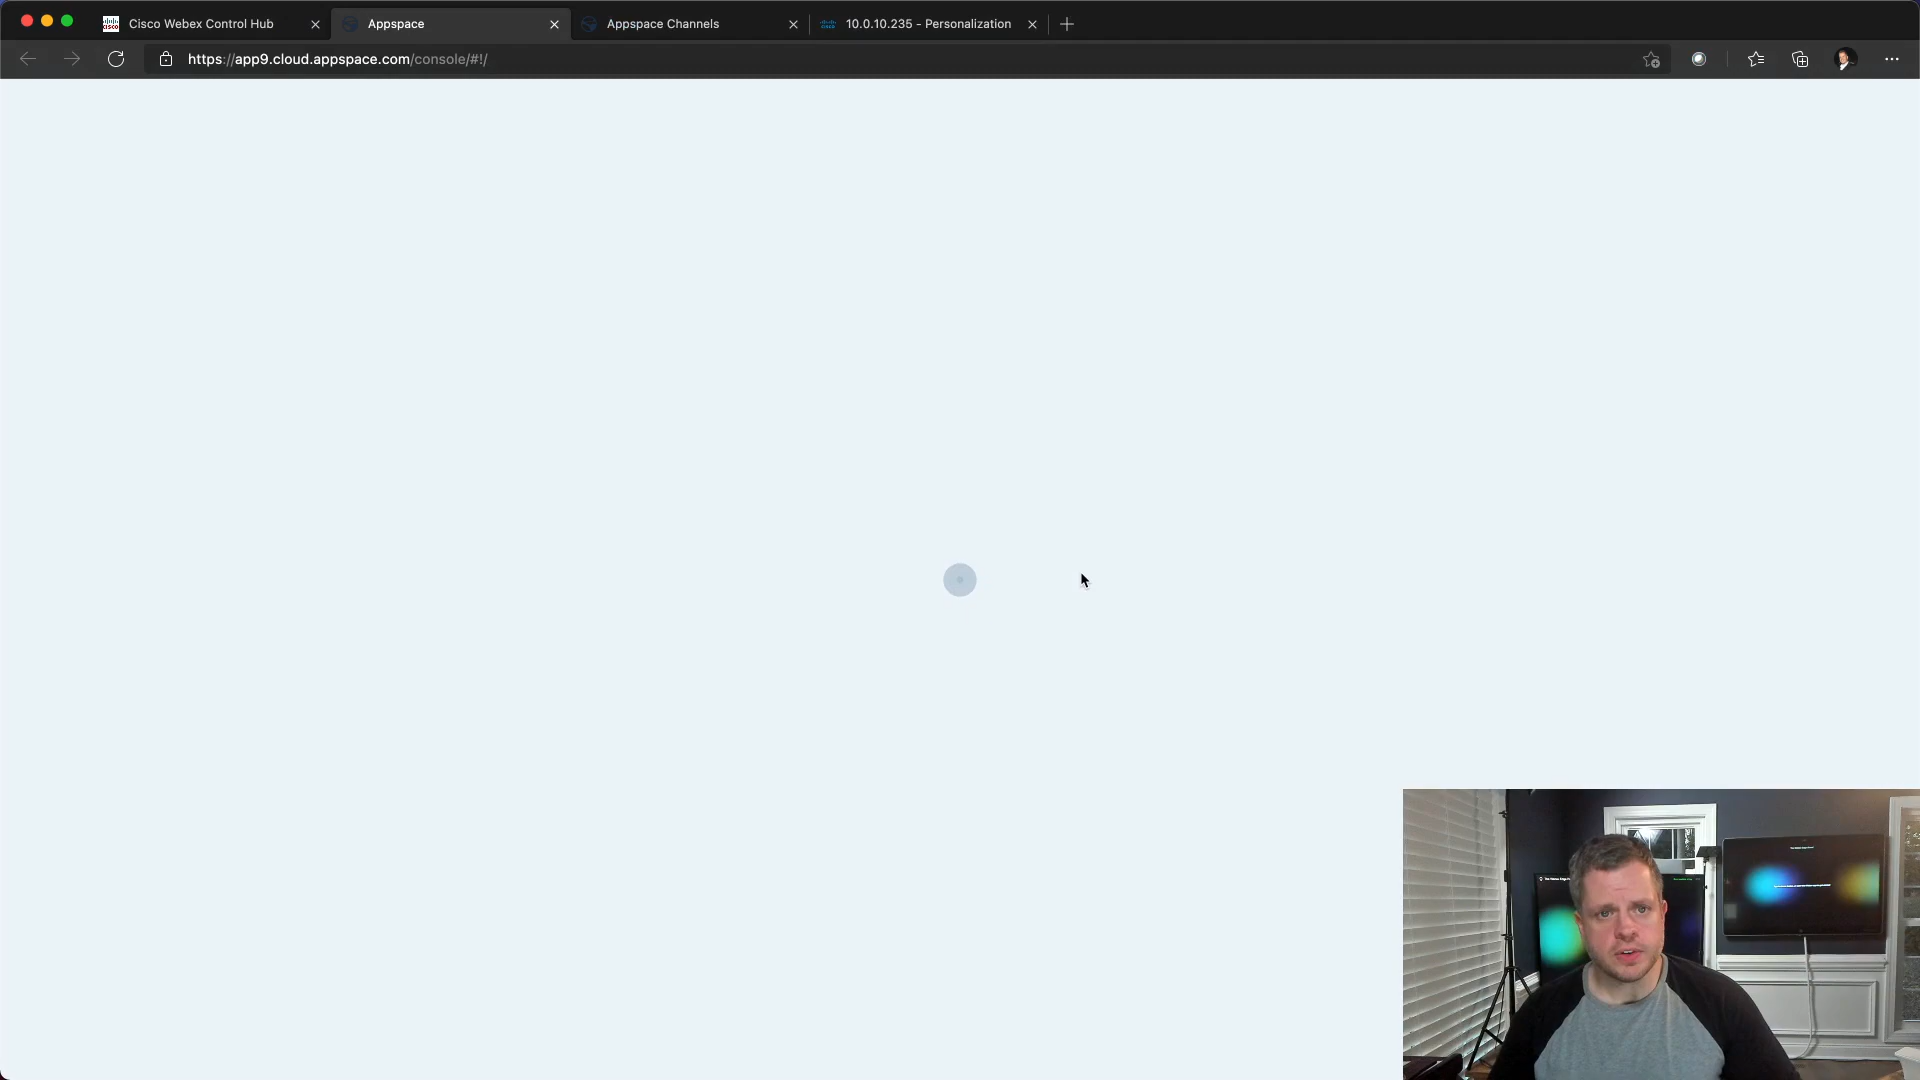 Cisco Webex Control Hub
Appspace
Appspace Channels
10.0.10.235 - Personalization
https://app9.cloud.appspace.com/console/#!/